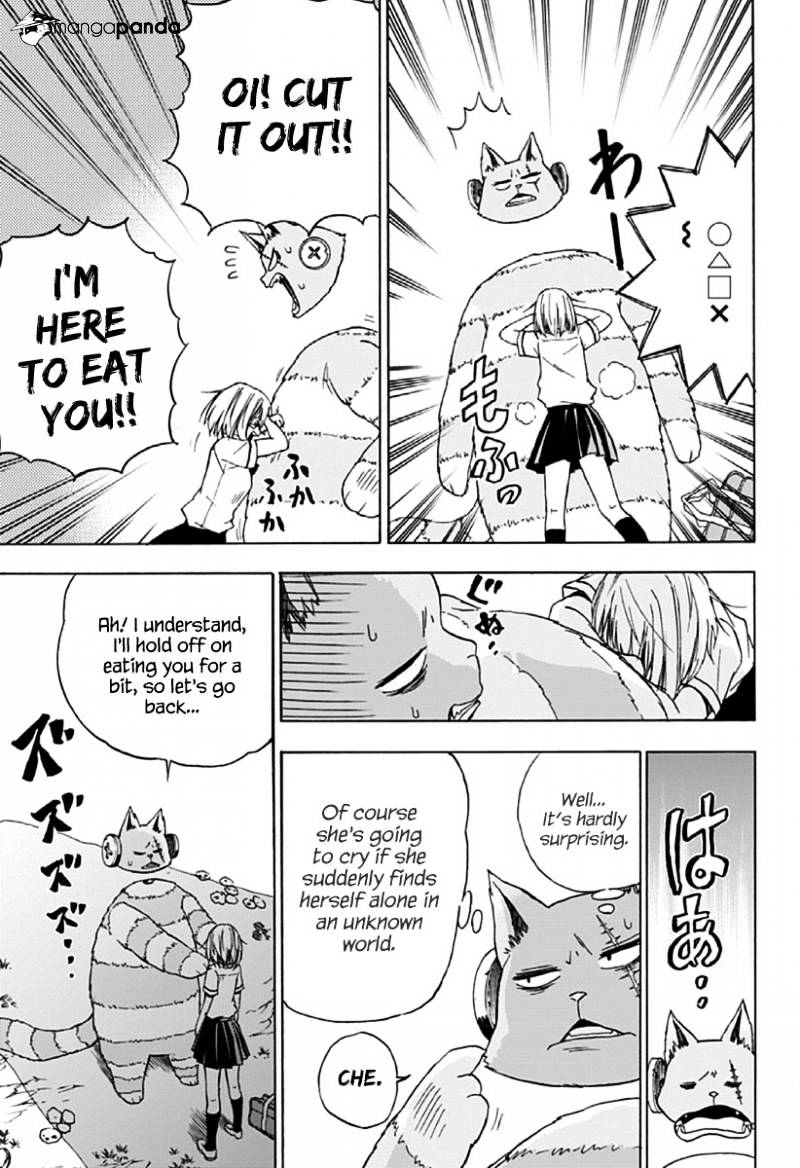 mangapanda
わー
○
△
□
×
もふっ
OI! CUT
IT OUT!!
I'M
HERE
TO EAT
YOU!!
ふか
ふか
じぬ…
はぁ…
Well...
It's hardly
surprising.
Of course
she's going
to cry if she
suddenly finds
herself alone in
an unknown
world.
CHE.
Ah! I understand,
I'll hold off on
eating you for a
bit, so let's go
back...
ズズズズ…